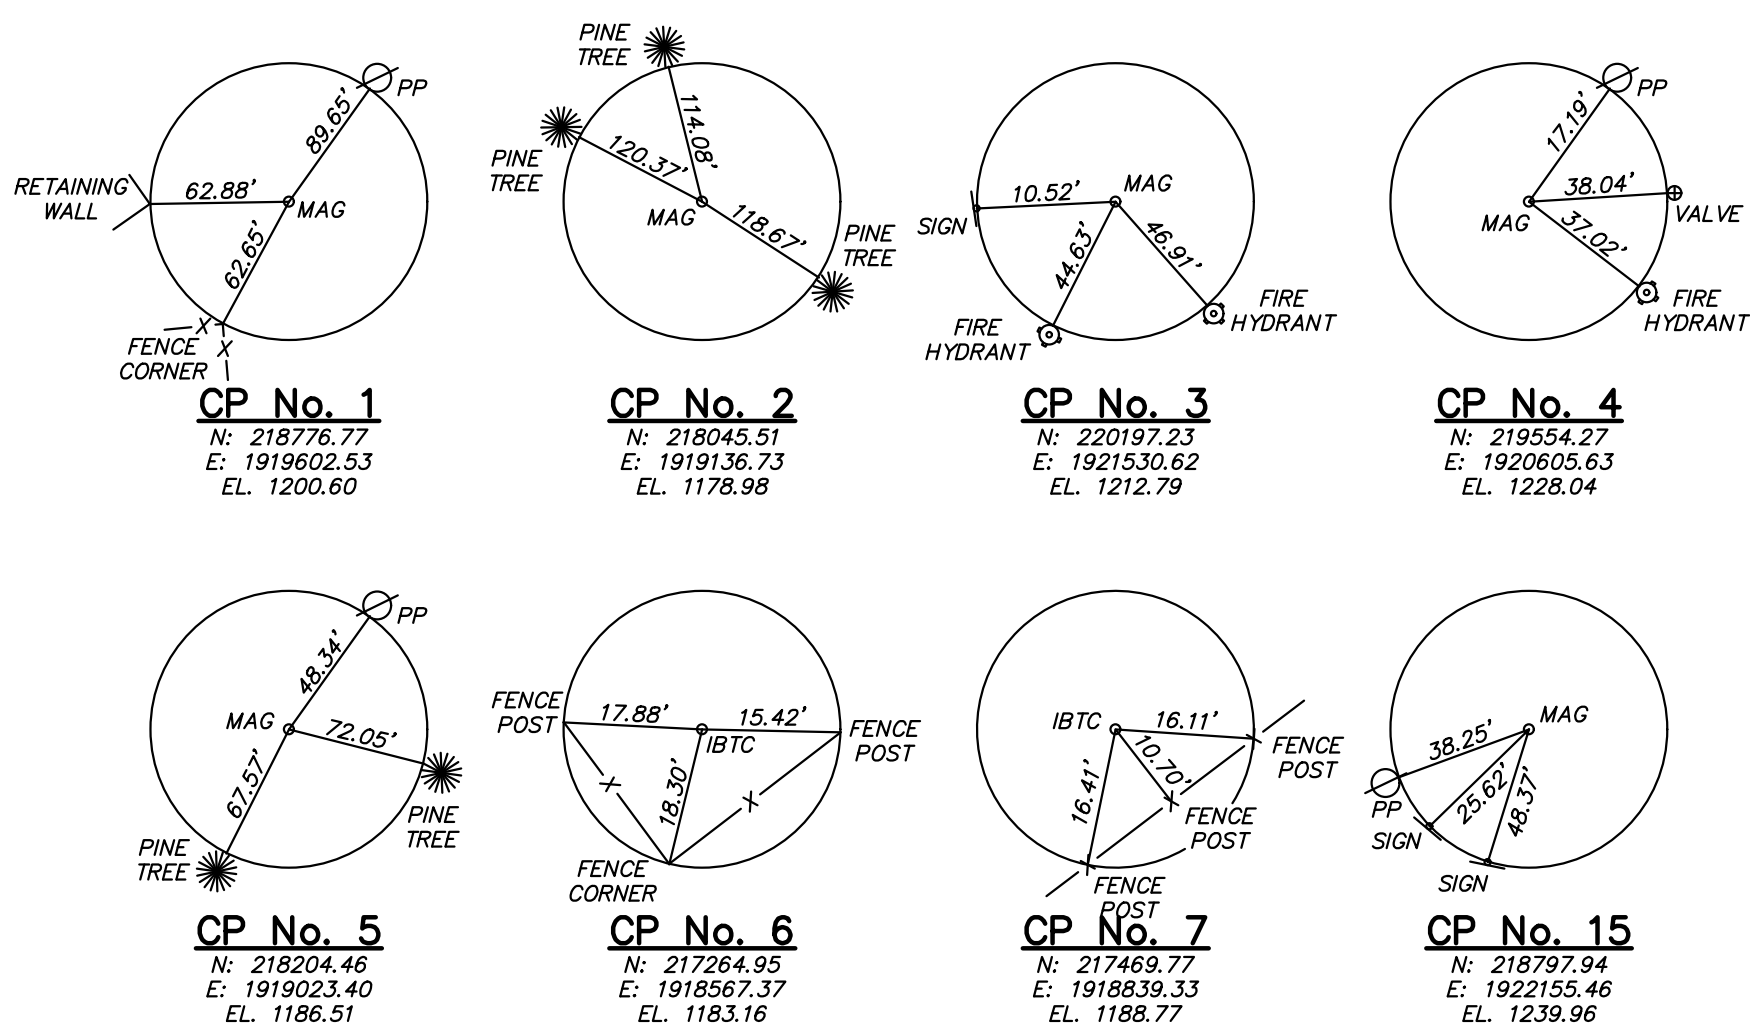 89.65'
PP
RETAINING
WALL
62.88'
MAG
62.65'
X
X
FENCE
CORNER
CP No. 1
N: 218776.77
E: 1919602.53
EL. 1200.60
PINE
TREE
114.08'
PINE
TREE
120.37'
MAG
118.67'
PINE
TREE
CP No. 2
N: 218045.51
E: 1919136.73
EL. 1178.98
MAG
10.52'
SIGN
44.63'
46.91'
FIRE
HYDRANT
FIRE
HYDRANT
CP No. 3
N: 220197.23
E: 1921530.62
EL. 1212.79
PP
17.19'
38.04'
VALVE
MAG
37.02'
FIRE
HYDRANT
CP No. 4
N: 219554.27
E: 1920605.63
EL. 1228.04
PP
48.34'
MAG
72.05'
67.57'
PINE
TREE
PINE
TREE
CP No. 5
N: 218204.46
E: 1919023.40
EL. 1186.51
FENCE
POST
17.88'
15.42'
IBTC
FENCE
POST
18.30'
X
X
FENCE
CORNER
CP No. 6
N: 217264.95
E: 1918567.37
EL. 1183.16
IBTC
16.11'
FENCE
POST
10.70'
16.41'
FENCE
POST
FENCE
POST
CP No. 7
N: 217469.77
E: 1918839.33
EL. 1188.77
MAG
38.25'
PP
25.62'
SIGN
48.37'
SIGN
CP No. 15
N: 218797.94
E: 1922155.46
EL. 1239.96